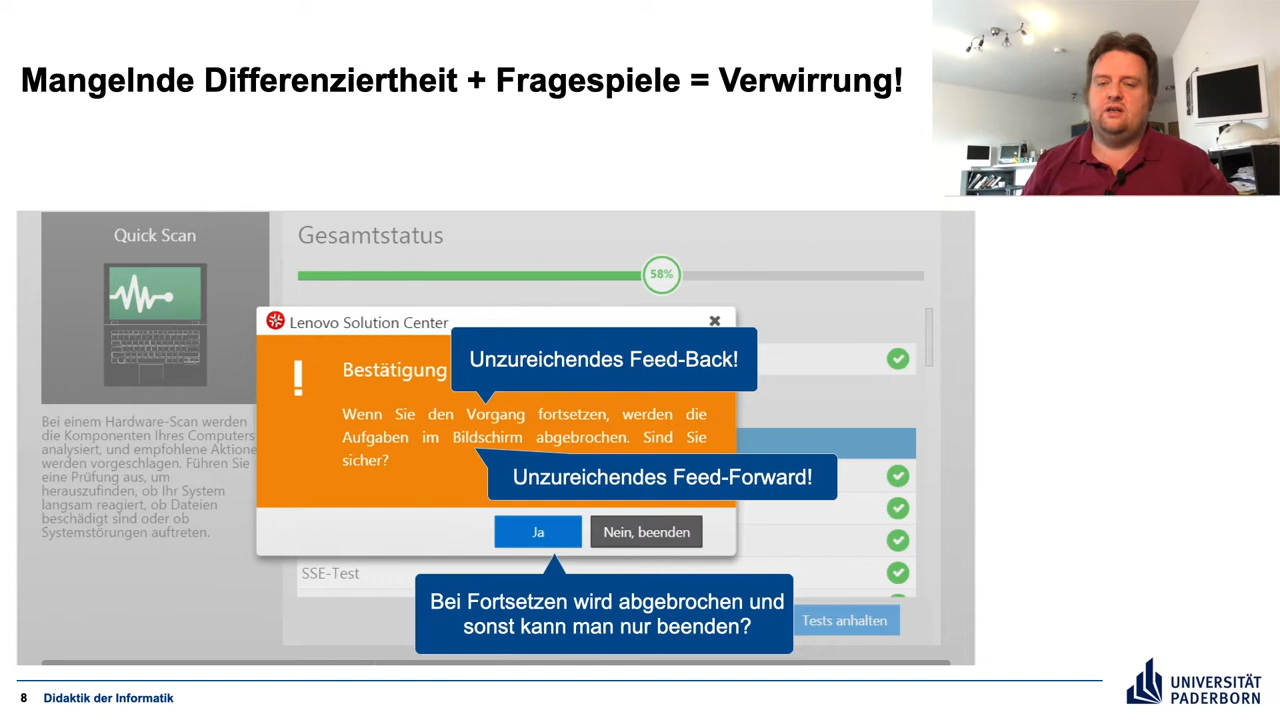 Mangelnde Differenziertheit + Fragespiele = Verwirrung!
Quick Scan
Gesamtstatus
58%
Lenovo Solution Center
Unzureichendes Feed-Back!
Bestätigung
Wenn Sie den Vorgang fortsetzen, werden die
Aufgaben im Bildschirm abgebrochen. Sind Sie
sicher?
Unzureichendes Feed-Forward!
Ja
Nein, beenden
Bei einem Hardware-Scan werden
die Komponenten Ihres Computers
analysiert, und empfohlene Aktione
werden vorgeschlagen. Führen Sie
eine Prüfung aus, um
herauszufinden, ob Ihr System
langsam reagiert, ob Dateien
beschädigt sind oder ob
Systemstörungen auftreten.
SSE-Test
Bei Fortsetzen wird abgebrochen und
sonst kann man nur beenden?
Tests anhalten
8 Didaktik der Informatik
UNIVERSITÄT
PADERBORN